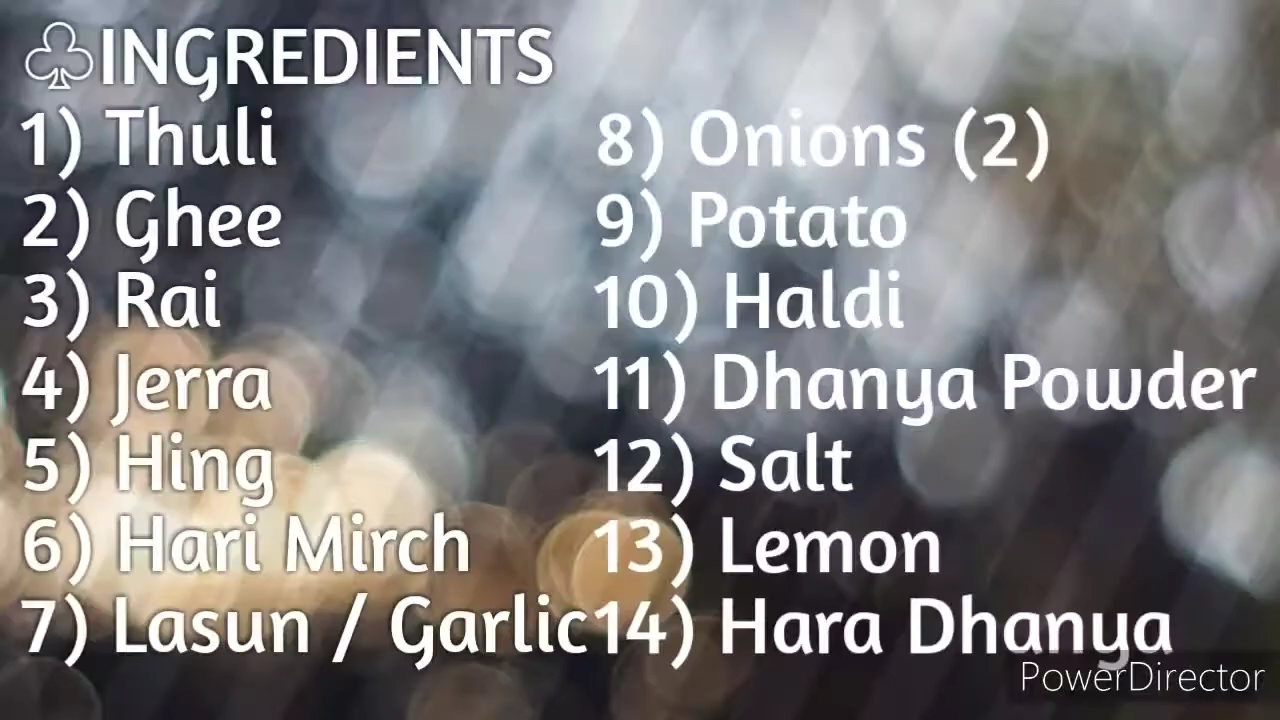 ♧INGREDIENTS
1) Thuli
2) Ghee
3) Rai
4) Jerra
5) Hing
6) Hari Mirch
7) Lasun / Garlic
8) Onions (2)
9) Potato
10) Haldi
11) Dhanya Powder
12) Salt
13) Lemon
14) Hara Dhanya
PowerDirector